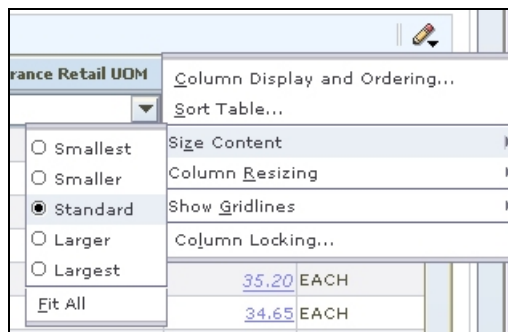 rance Retail UOM
Column Display and Ordering...
Sort Table...
Size Content
Column Resizing
Show Gridlines
Column Locking...
Smallest
Smaller
Standard
Larger
Largest
Fit All
35.20 EACH
34.65 EACH